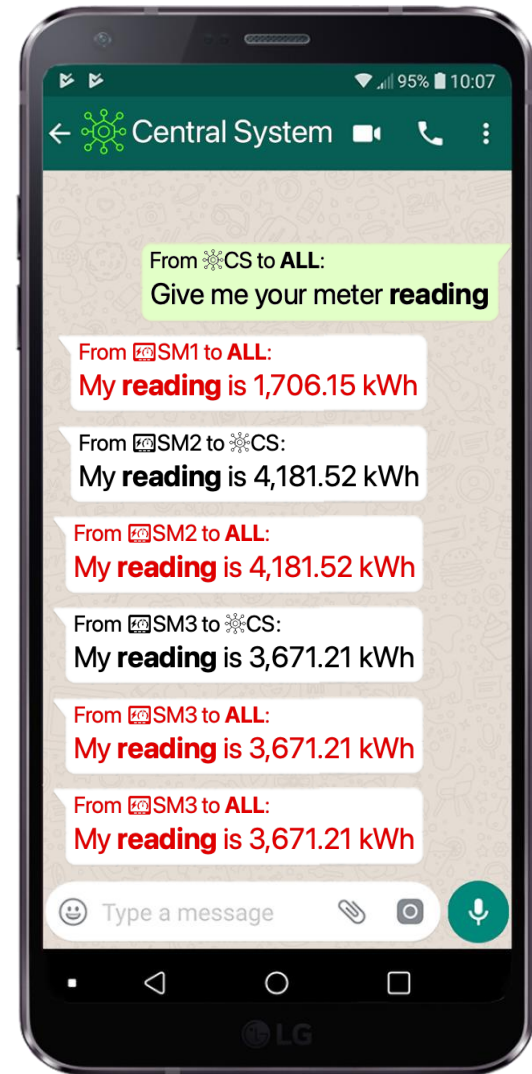 95% 10:07
Central System
From CS to ALL:
Give me your meter reading
From SM1 to ALL:
My reading is 1,706.15 kWh
From SM2 to CS:
My reading is 4,181.52 kWh
From SM2 to ALL:
My reading is 4,181.52 kWh
From SM3 to CS:
My reading is 3,671.21 kWh
From SM3 to ALL:
My reading is 3,671.21 kWh
From SM3 to ALL:
My reading is 3,671.21 kWh
Type a message
LG